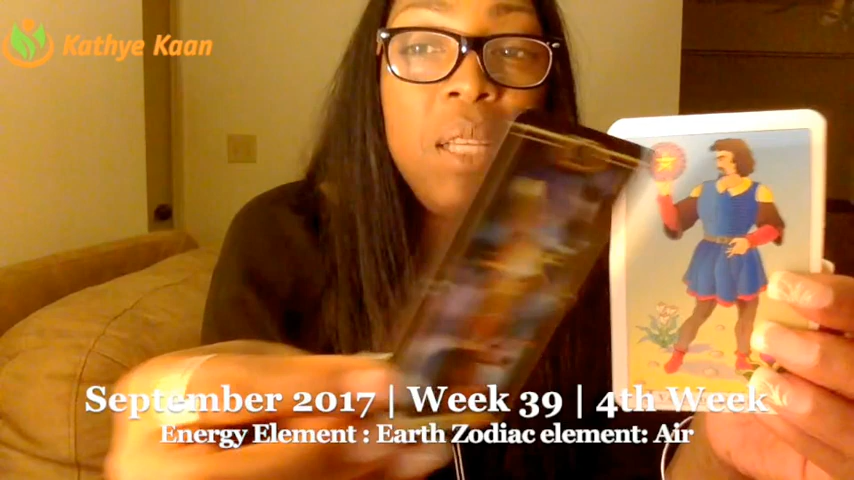 Kathye Kaan
September 2017 | Week 39 | 4th Week
Energy Element : Earth Zodiac element: Air